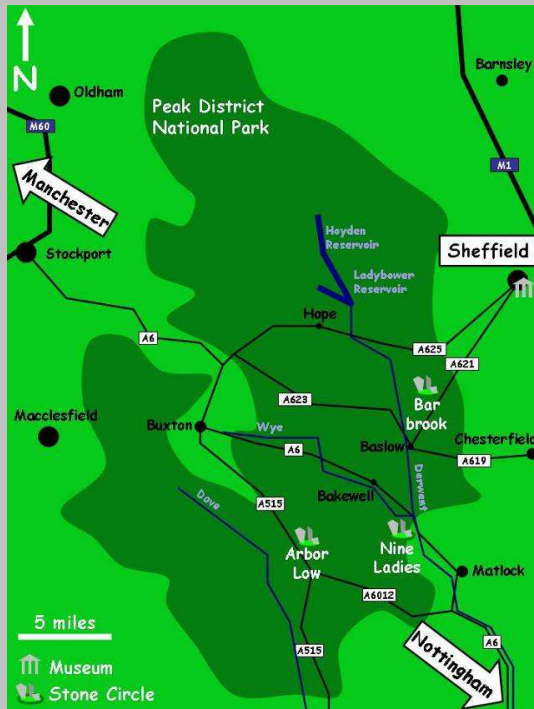 N
Oldham
Barnsley
Peak District
National Park
M60
M1
Manchester
Hoyden
Reservoir
Sheffield
Stockport
Ladybower
Reservoir
Hope
A6
A625
A621
A623
Bar
brook
Macclesfield
Buxton
Wye
Chesterfield
A6
Baslow
A619
Bakewell
Derwent
Dove
A515
Arbor
Low
Nine
Ladies
Matlock
A6012
5 miles
A6
A515
Nottingham
Museum
Stone Circle